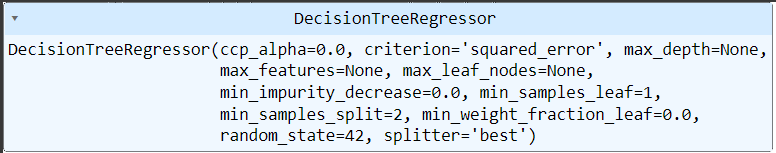 DecisionTreeRegressor
DecisionTreeRegressor(ccp_alpha=0.0, criterion='squared_error', max_depth=None,
                      max_features=None, max_leaf_nodes=None,
                      min_impurity_decrease=0.0, min_samples_leaf=1,
                      min_samples_split=2, min_weight_fraction_leaf=0.0,
                      random_state=42, splitter='best')